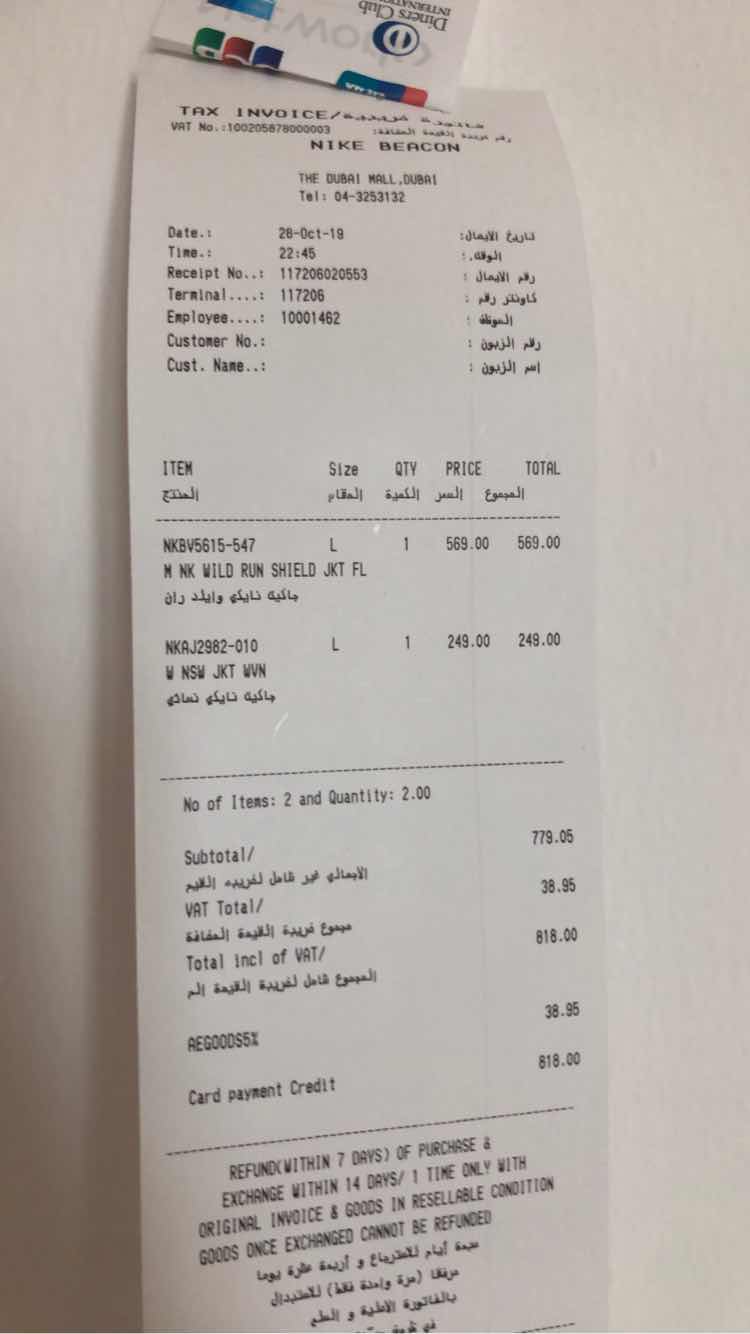 Diners Club
INTERNATIONAL
TAX INVOICE/فاتورة ضريبية
VAT No.:100205878000003 رقم ضريبة القيمة المضافة:
NIKE BEACON
THE DUBAI MALL,DUBAI
Tel: 04-3253132
Date.: 28-Oct-19 تاريخ الايصال:
Time.: 22:45 الوقت.:
Receipt No..: 117206020553 رقم الايصال :
Terminal....: 117206 كاونتر رقم :
Employee....: 10001462 الموظف :
Customer No.: رقم الزبون :
Cust. Name..: اسم الزبون :
ITEM Size QTY PRICE TOTAL
المنتج المقاس الكمية السعر المجموع
NKBV5615-547 L 1 569.00 569.00
M NK WILD RUN SHIELD JKT FL
جاكيت نايكي وايلد ران
NKAJ2982-010 L 1 249.00 249.00
W NSW JKT WVN
جاكيت نايكي نسائي
No of Items: 2 and Quantity: 2.00
Subtotal/ 779.05
الاجمالي غير شامل لضريبه القيم
VAT Total/ 38.95
مجموع ضريبة القيمة المضافة
Total incl of VAT/ 818.00
المجموع شامل لضريبة القيمة الم
AEGOODS5% 38.95
Card payment Credit 818.00
REFUND(WITHIN 7 DAYS) OF PURCHASE &
EXCHANGE WITHIN 14 DAYS/ 1 TIME ONLY WITH
ORIGINAL INVOICE & GOODS IN RESELLABLE CONDITION
GOODS ONCE EXCHANGED CANNOT BE REFUNDED
سبعة أيام للاسترجاع و أربعة عشرة يوما
مرفقا (مرة واحدة فقط) للاستبدال
بالفاتورة الاصلية و السلع
في